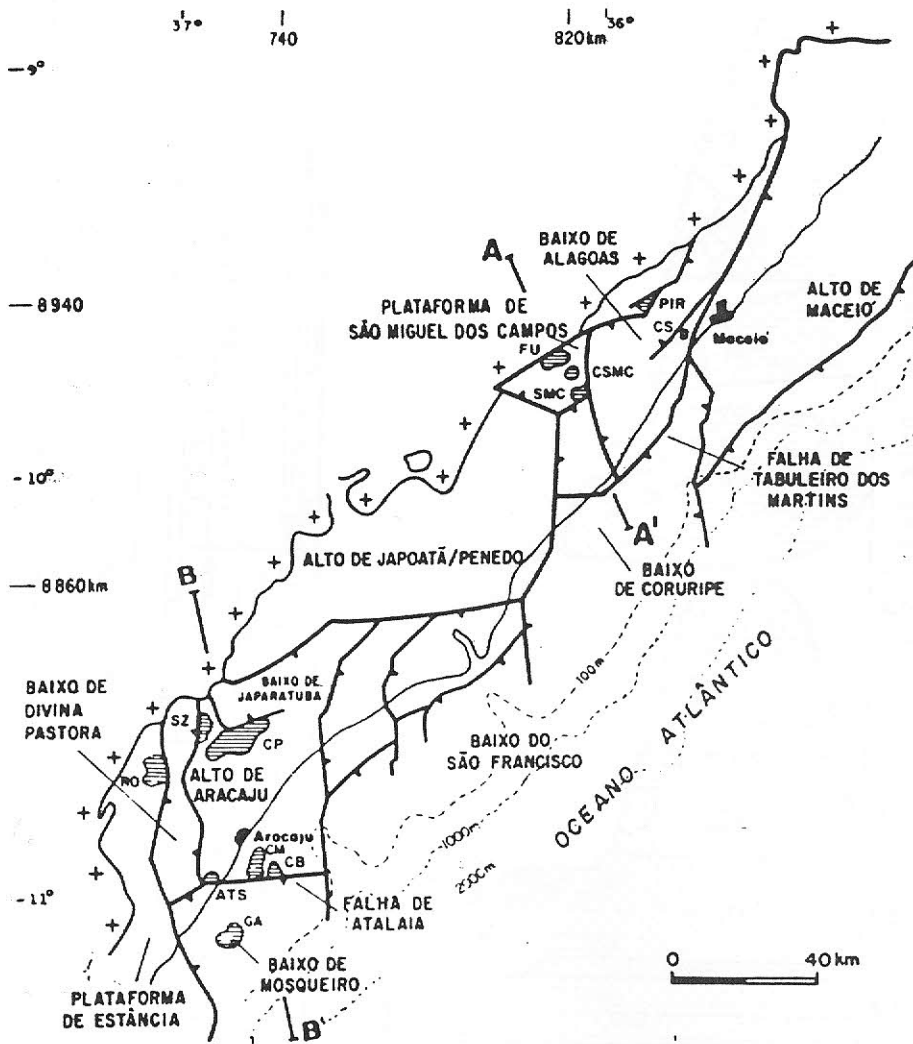 37°
740
820km
36°
-9°
A
BAIXO DE
ALAGOAS
8940
PIR
ALTO DE
MACEIÓ
PLATAFORMA DE
SÃO MIGUEL DOS CAMPOS
CS
Maceió
FU
CSMC
SMC
-10°
FALHA DE
TABULEIRO DOS
MARTINS
A'
ALTO DE JAPOATÃ/PENEDO
BAIXO
DE CORURIPE
B
8860km
100m
OCEANO ATLÂNTICO
BAIXO DE
DIVINA
PASTORA
BAIXO DE
JAPARATUBA
SZ
CP
BAIXO DO
SÃO FRANCISCO
RO
ALTO DE
ARACAJU
Aracaju
CM
CB
1000m
2500m
-11°
ATS
FALHA DE
ATALAIA
GA
BAIXO DE
MOSQUEIRO
0
40km
PLATAFORMA
DE ESTÂNCIA
B'